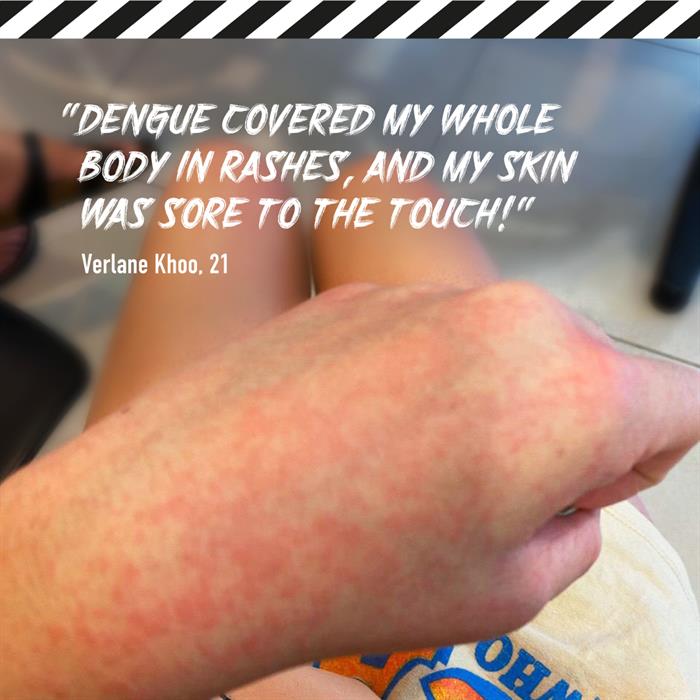 “DENGUE COVERED MY WHOLE
BODY IN RASHES, AND MY SKIN
WAS SORE TO THE TOUCH!”
Verlane Khoo, 21